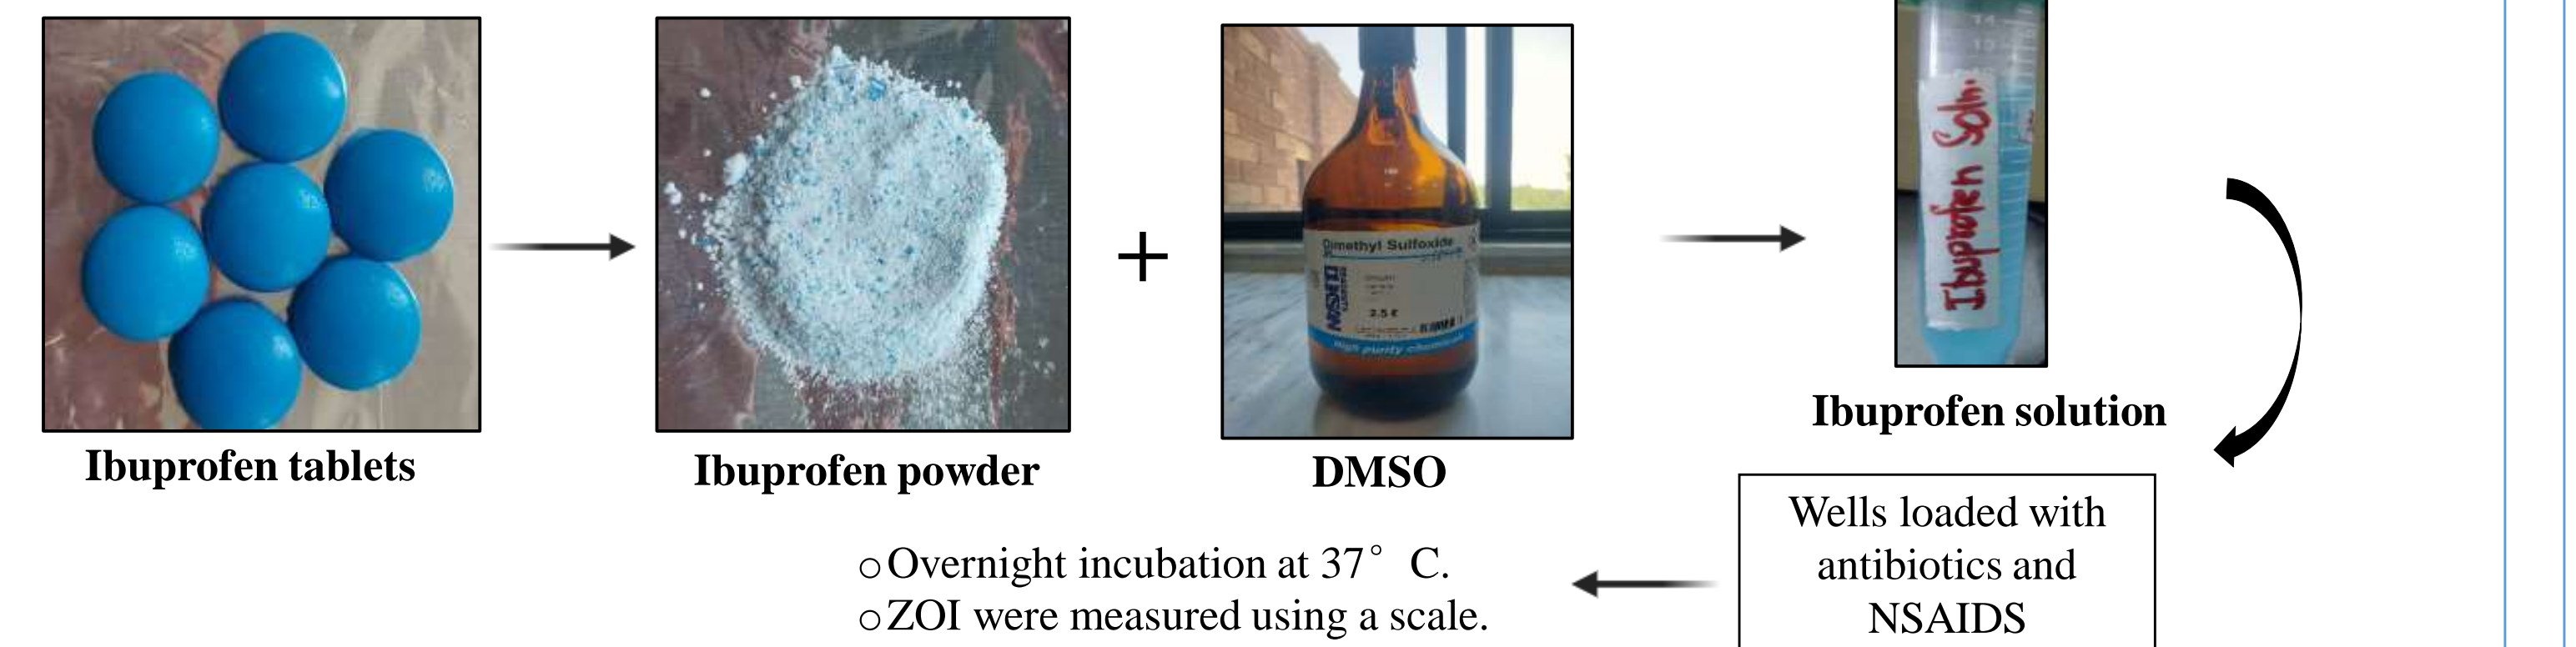 Ibuprofen tablets
Ibuprofen powder
+
DMSO
Dimethyl Sulfoxide
2.5 ℓ
High purity chemicals
14
Ibuprofen Soln.
Ibuprofen solution
Wells loaded with
antibiotics and
NSAIDS
○Overnight incubation at 37° C.
○ZOI were measured using a scale.